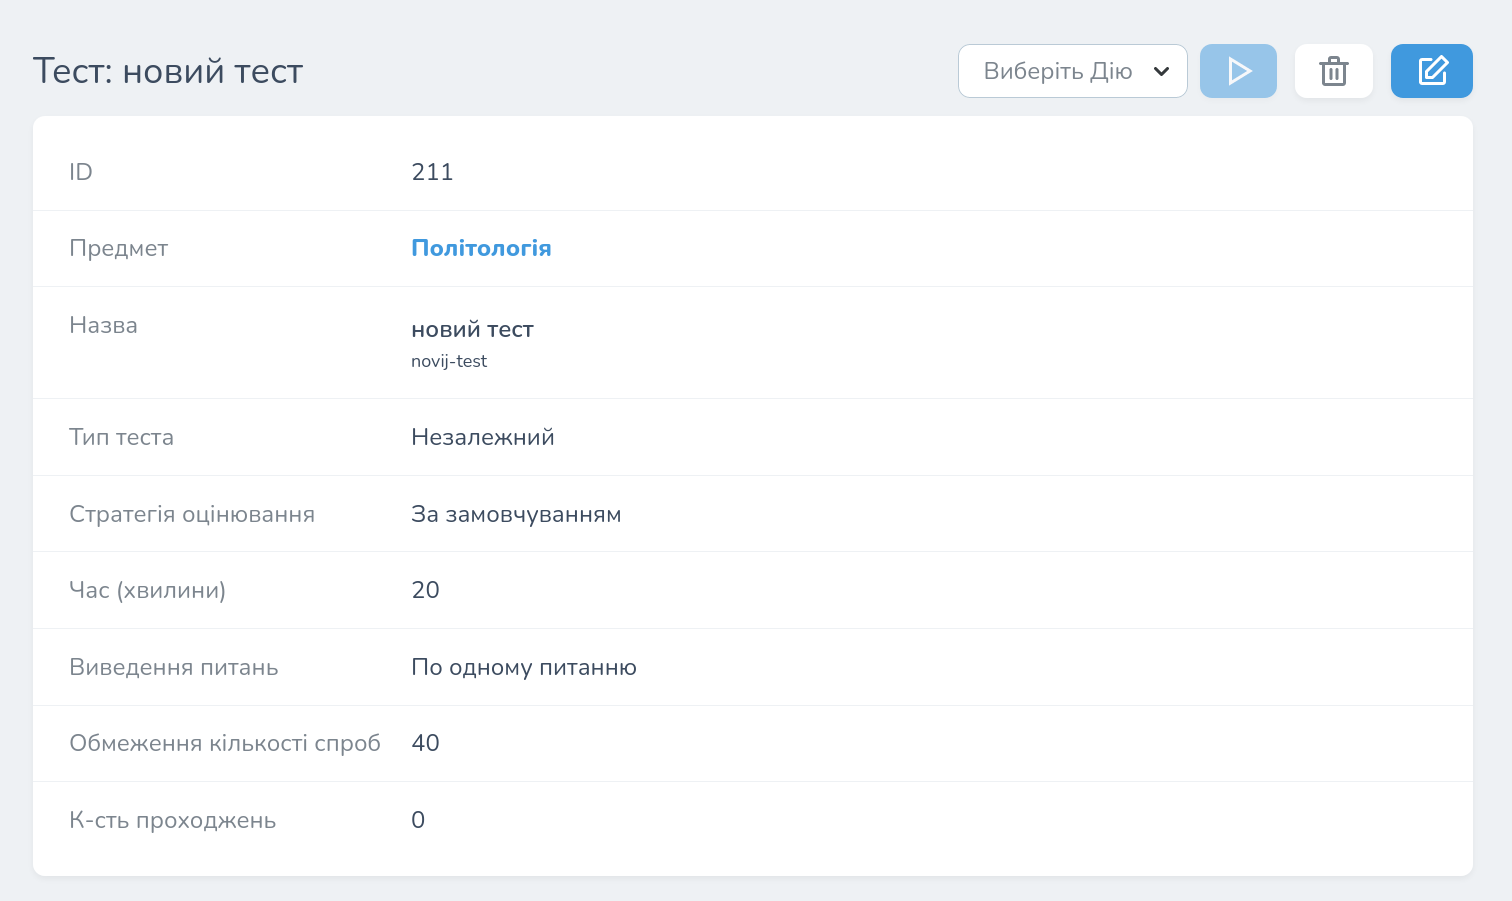 Тест: новий тест
Виберіть Дію
ID 211
Предмет Політологія
Назва новий тест
novij-test
Тип теста Незалежний
Стратегія оцінювання За замовчуванням
Час (хвилини) 20
Виведення питань По одному питанню
Обмеження кількості спроб 40
К-сть проходжень 0